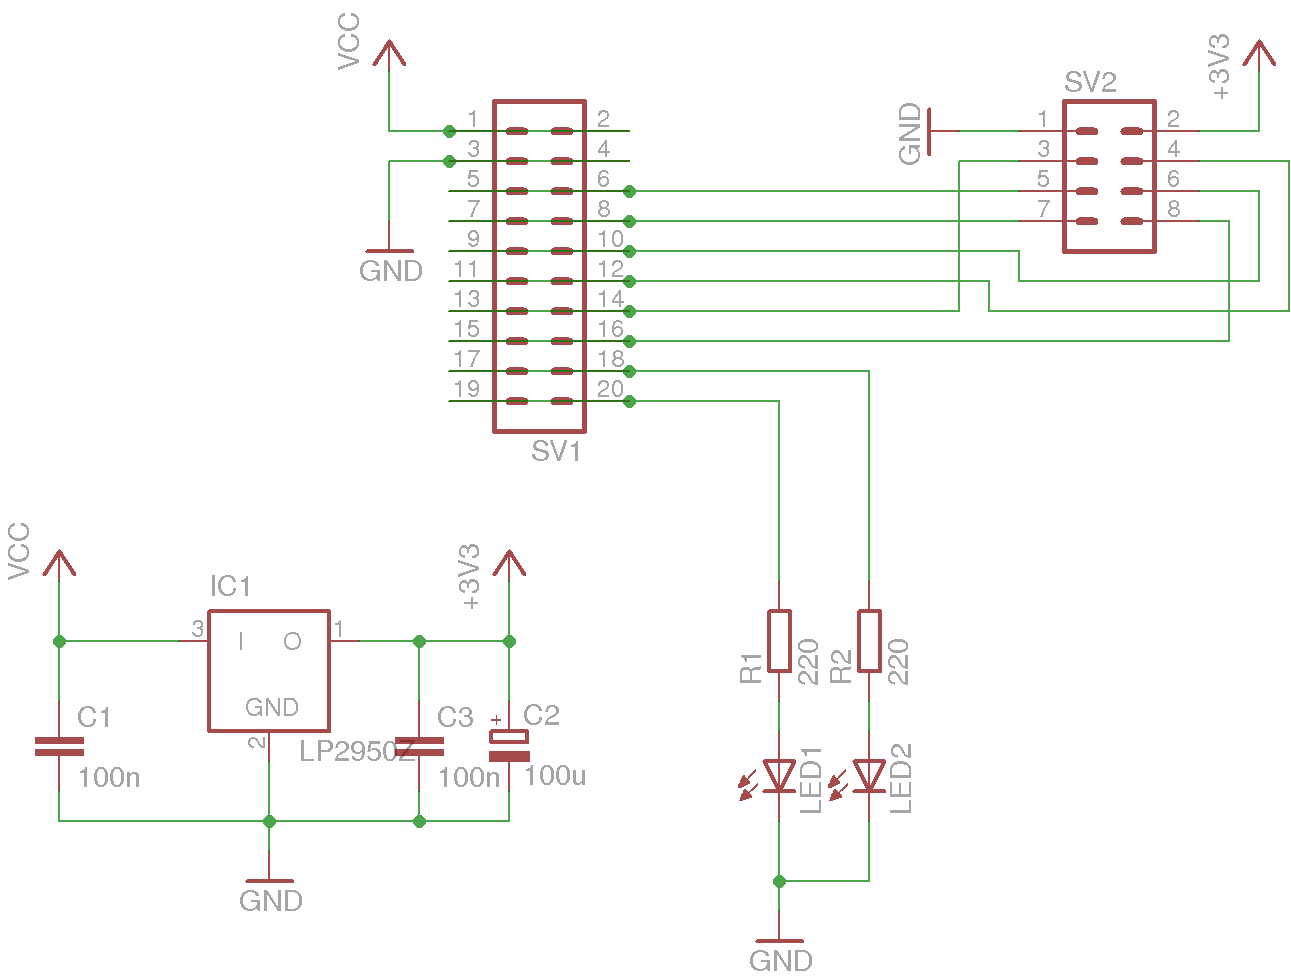 VCC
+3V3
SV2
1 2
3 4
5 6
7 8
9 10
11 12
13 14
15 16
17 18
19 20
SV1
GND
GND
1 2
3 4
5 6
7 8
VCC
IC1
+3V3
3 I O 1
GND
2
LP2950Z
C1
100n
C3
100n
+
C2
100u
GND
R1
220
R2
220
LED1
LED2
GND